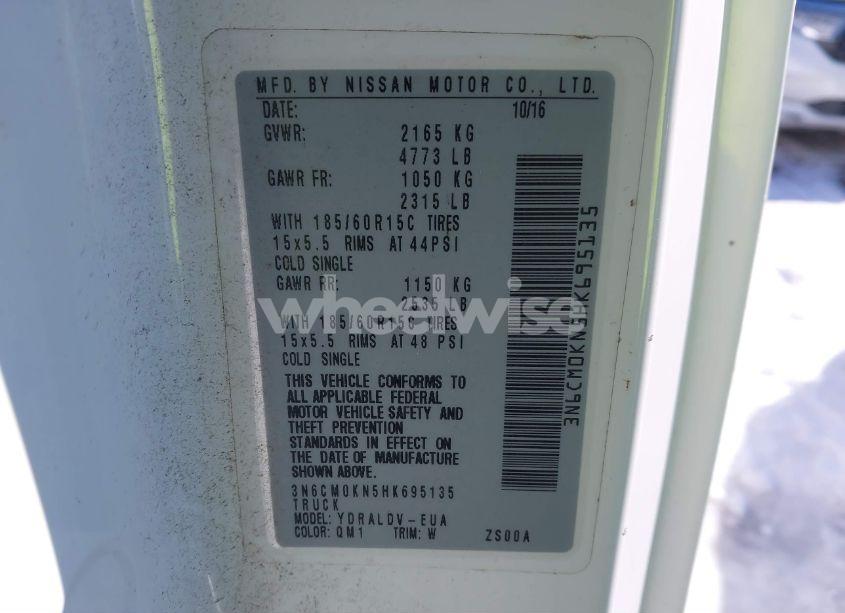 MFD. BY NISSAN MOTOR CO., LTD.
DATE: 10/16
GVWR: 2165 KG
4773 LB
GAWR FR: 1050 KG
2315 LB
WITH 185/60R15C TIRES
15x5.5 RIMS AT 44PSI
COLD SINGLE
GAWR RR: 1150 KG
2535 LB
WITH 185/60R15C TIRES
15x5.5 RIMS AT 48 PSI
COLD SINGLE
THIS VEHICLE CONFORMS TO
ALL APPLICABLE FEDERAL
MOTOR VEHICLE SAFETY AND
THEFT PREVENTION
STANDARDS IN EFFECT ON
THE DATE OF MANUFACTURE
SHOWN ABOVE.
3N6CM0KN5HK695135
TRUCK
MODEL: YDRALDV-EUA
COLOR: QM1 TRIM: W ZS00A
3N6CM0KN5HK695135
wheelwise